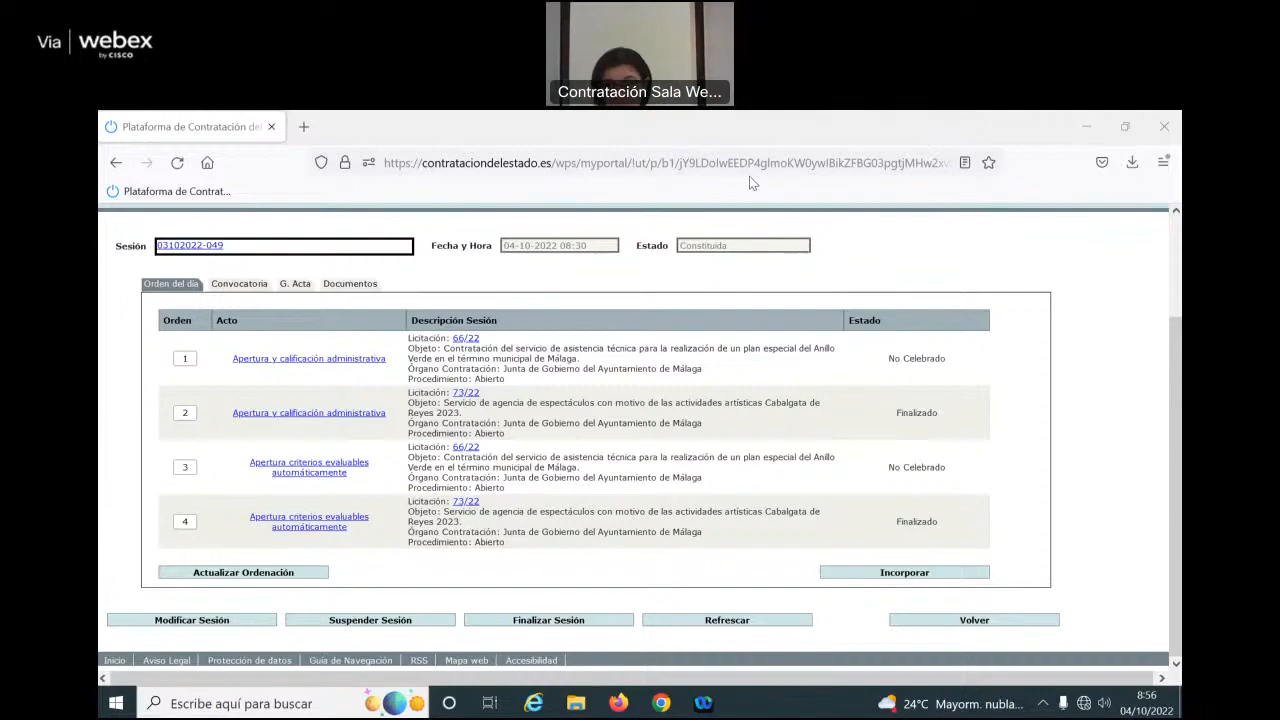 Via webex
by CISCO
Contratación Sala We...
Plataforma de Contratación del
https://contrataciondelestado.es/wps/myportal/!ut/p/b1/jY9LDoIwEEDP4glmoKW0ywIBikZFBG03pgtjMHw2xv
Plataforma de Contrat...
Sesión 03102022-049 Fecha y Hora 04-10-2022 08:30 Estado Constituida
Orden del día Convocatoria G. Acta Documentos
Orden Acto Descripción Sesión Estado
Licitación: 66/22
Objeto: Contratación del servicio de asistencia técnica para la realización de un plan especial del Anillo
1 Apertura y calificación administrativa Verde en el término municipal de Málaga. No Celebrado
Órgano Contratación: Junta de Gobierno del Ayuntamiento de Málaga
Procedimiento: Abierto
Licitación: 73/22
Objeto: Servicio de agencia de espectáculos con motivo de las actividades artísticas Cabalgata de
2 Apertura y calificación administrativa Reyes 2023. Finalizado
Órgano Contratación: Junta de Gobierno del Ayuntamiento de Málaga
Procedimiento: Abierto
Licitación: 66/22
Objeto: Contratación del servicio de asistencia técnica para la realización de un plan especial del Anillo
3 Apertura criterios evaluables automáticamente Verde en el término municipal de Málaga. No Celebrado
Órgano Contratación: Junta de Gobierno del Ayuntamiento de Málaga
Procedimiento: Abierto
Licitación: 73/22
Objeto: Servicio de agencia de espectáculos con motivo de las actividades artísticas Cabalgata de
4 Apertura criterios evaluables automáticamente Reyes 2023. Finalizado
Órgano Contratación: Junta de Gobierno del Ayuntamiento de Málaga
Procedimiento: Abierto
Actualizar Ordenación Incorporar
Modificar Sesión Suspender Sesión Finalizar Sesión Refrescar Volver
Inicio Aviso Legal Protección de datos Guía de Navegación RSS Mapa web Accesibilidad
Escribe aquí para buscar 24°C Mayorm. nubla... 8:56
04/10/2022